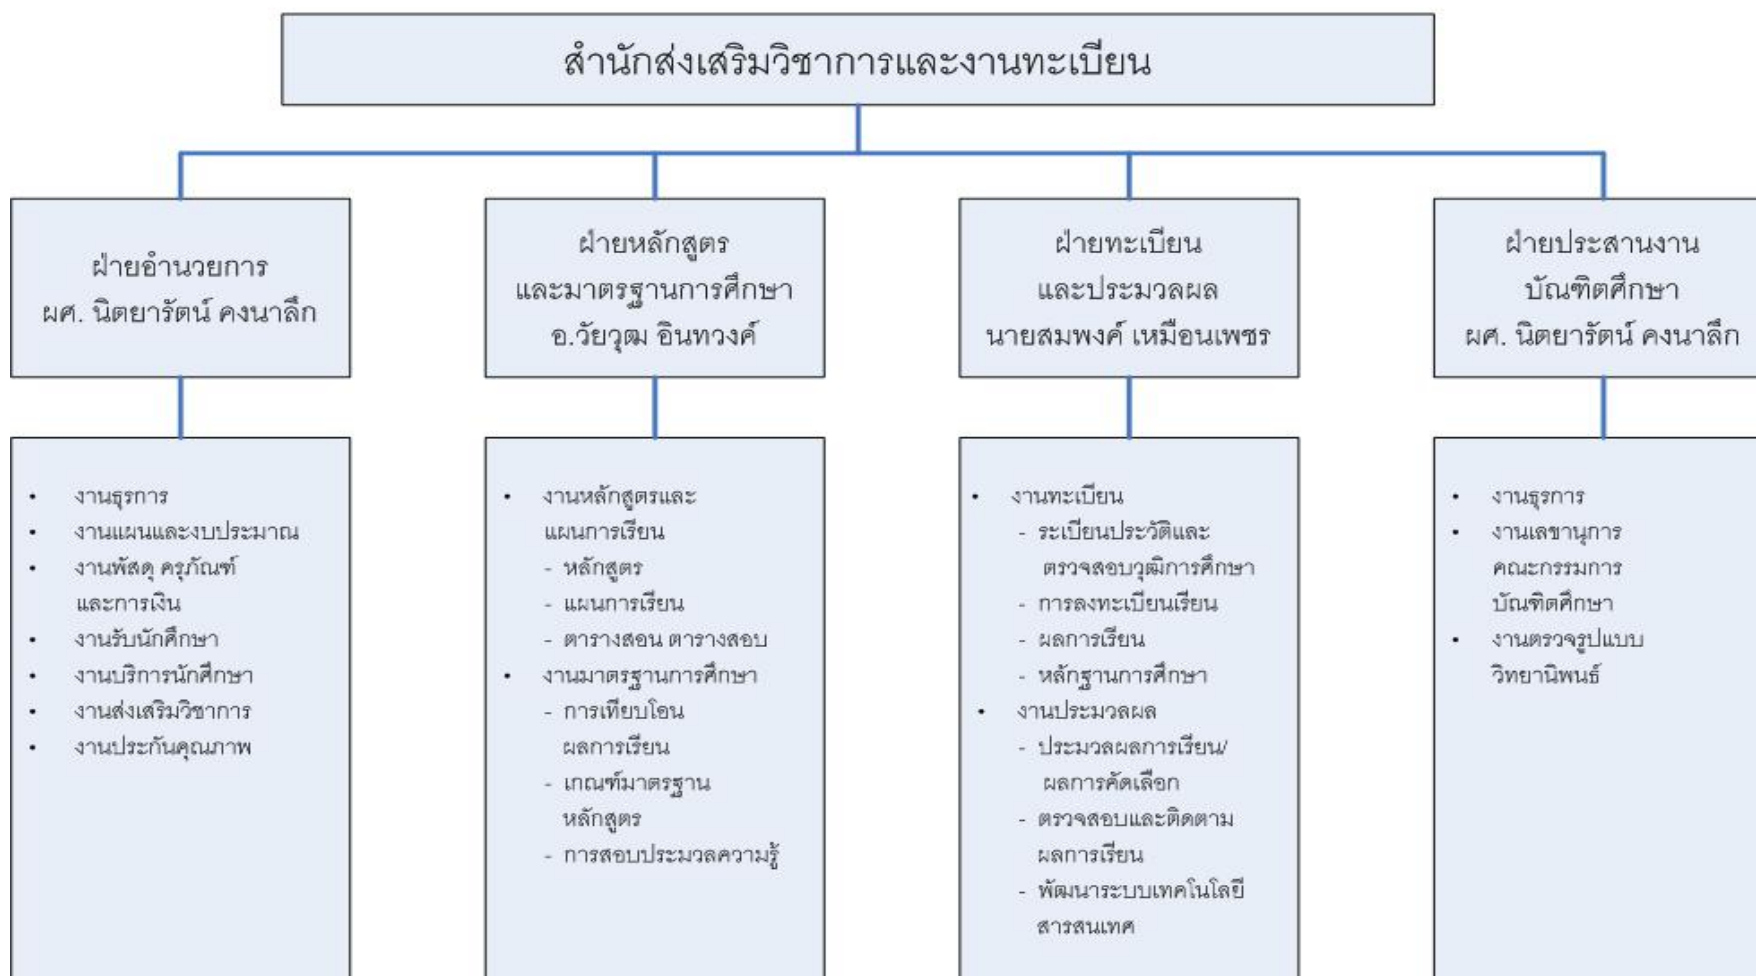 สำนักส่งเสริมวิชาการและงานทะเบียน
ฝ่ายอำนวยการ
ผศ. นิตยารัตน์ คงนาลึก
• งานธุรการ
• งานแผนและงบประมาณ
• งานพัสดุ ครุภัณฑ์
และการเงิน
• งานรับนักศึกษา
• งานบริการนักศึกษา
• งานส่งเสริมวิชาการ
• งานประกันคุณภาพ
ฝ่ายหลักสูตร
และมาตรฐานการศึกษา
อ.วัยวุฒ อินทวงศ์
• งานหลักสูตรและ
แผนการเรียน
- หลักสูตร
- แผนการเรียน
- ตารางสอน ตารางสอบ
• งานมาตรฐานการศึกษา
- การเทียบโอน
ผลการเรียน
- เกณฑ์มาตรฐาน
หลักสูตร
- การสอบประมวลความรู้
ฝ่ายทะเบียน
และประมวลผล
นายสมพงค์ เหมือนเพชร
• งานทะเบียน
- ระเบียนประวัติและ
ตรวจสอบวุฒิการศึกษา
- การลงทะเบียนเรียน
- ผลการเรียน
- หลักฐานการศึกษา
• งานประมวลผล
- ประมวลผลการเรียน/
ผลการคัดเลือก
- ตรวจสอบและติดตาม
ผลการเรียน
- พัฒนาระบบเทคโนโลยี
สารสนเทศ
ฝ่ายประสานงาน
บัณฑิตศึกษา
ผศ. นิตยารัตน์ คงนาลึก
• งานธุรการ
• งานเลขานุการ
คณะกรรมการ
บัณฑิตศึกษา
• งานตรวจรูปแบบ
วิทยานิพนธ์